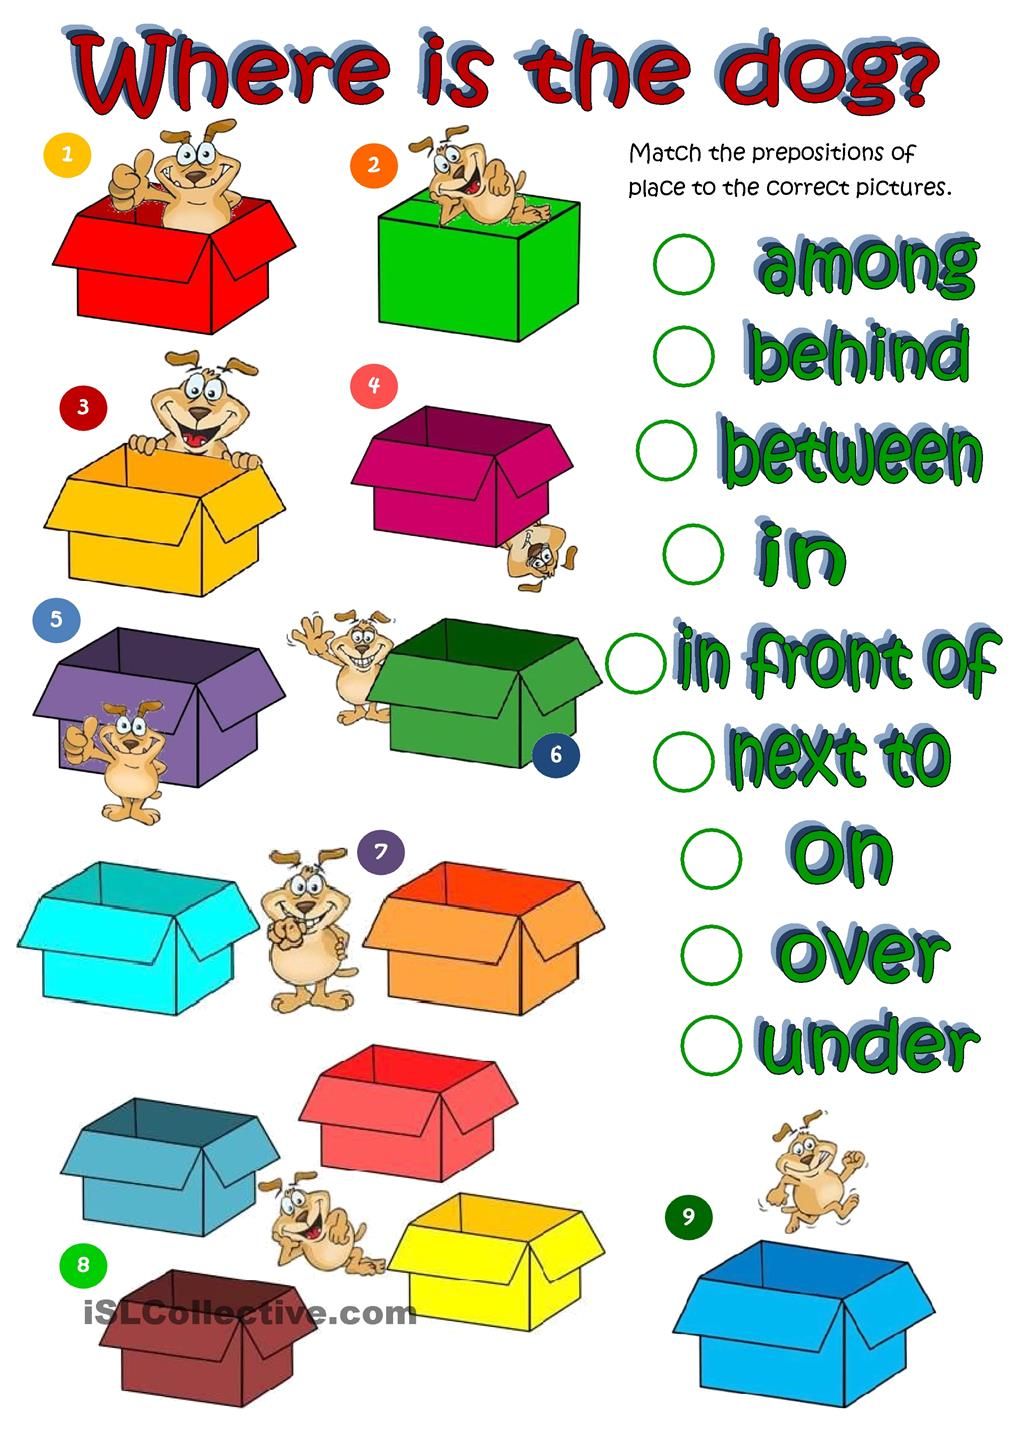 Where is the dog?
1
2
Match the prepositions of
place to the correct pictures.
among
behind
3
4
between
in
5
6
in front of
next to
7
on
over
under
8
9
iSLCollective.com